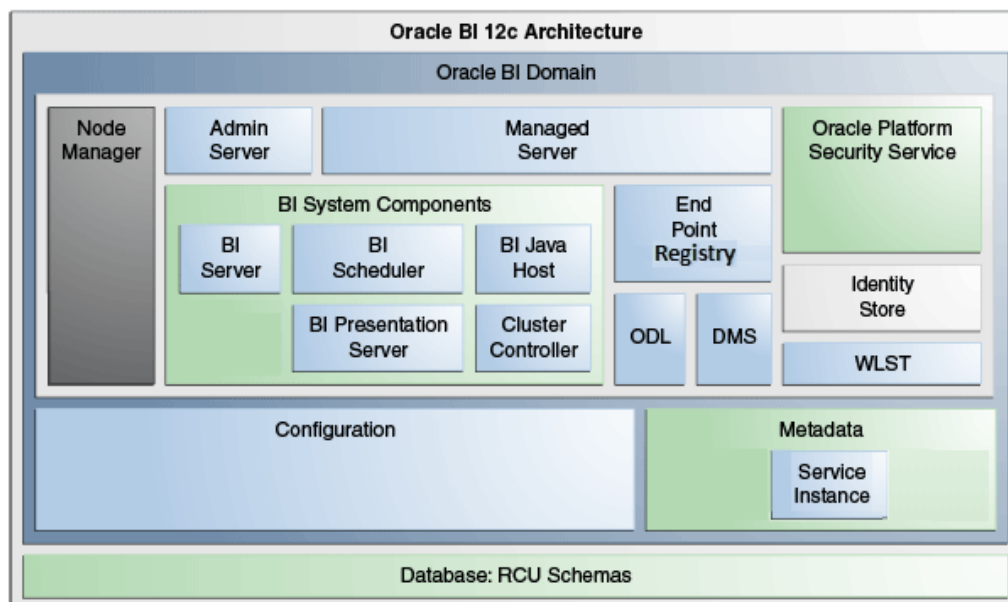 Oracle BI 12c Architecture
Oracle BI Domain
Node
Manager
Admin
Server
Managed
Server
Oracle Platform
Security Service
BI System Components
BI
Server
BI
Scheduler
BI Java
Host
BI Presentation
Server
Cluster
Controller
End
Point
Registry
ODL
DMS
Identity
Store
WLST
Configuration
Metadata
Service
Instance
Database: RCU Schemas